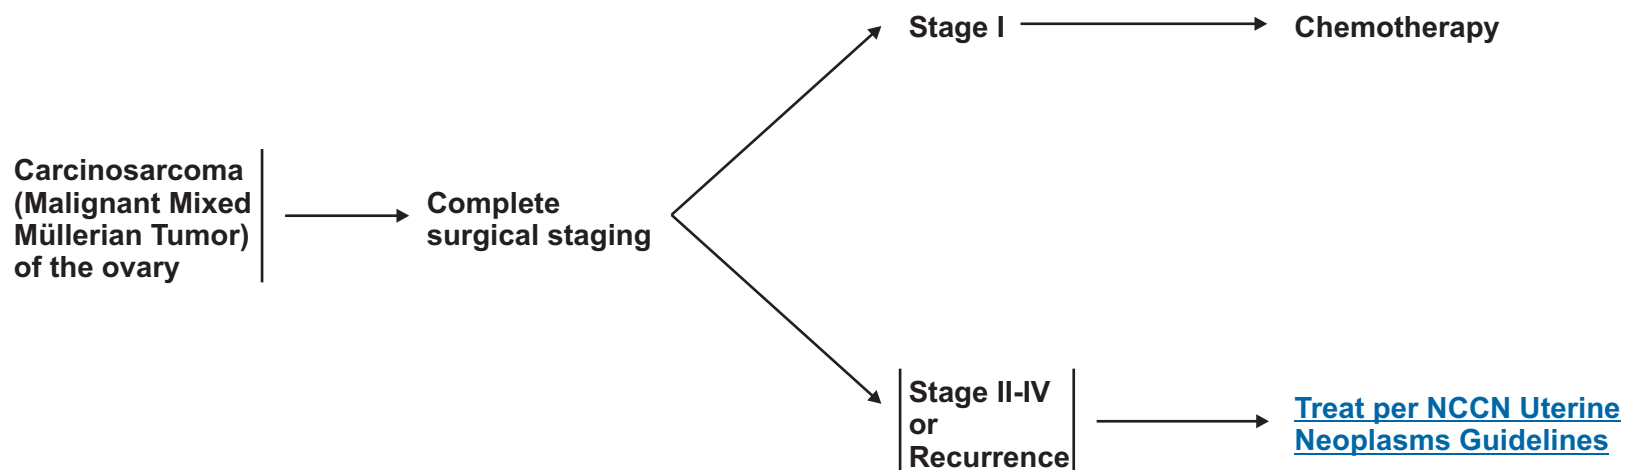 Stage I
Chemotherapy
Carcinosarcoma
(Malignant Mixed
Müllerian Tumor)
of the ovary
Complete
surgical staging
Stage II-IV
or
Recurrence
Treat per NCCN Uterine
Neoplasms Guidelines